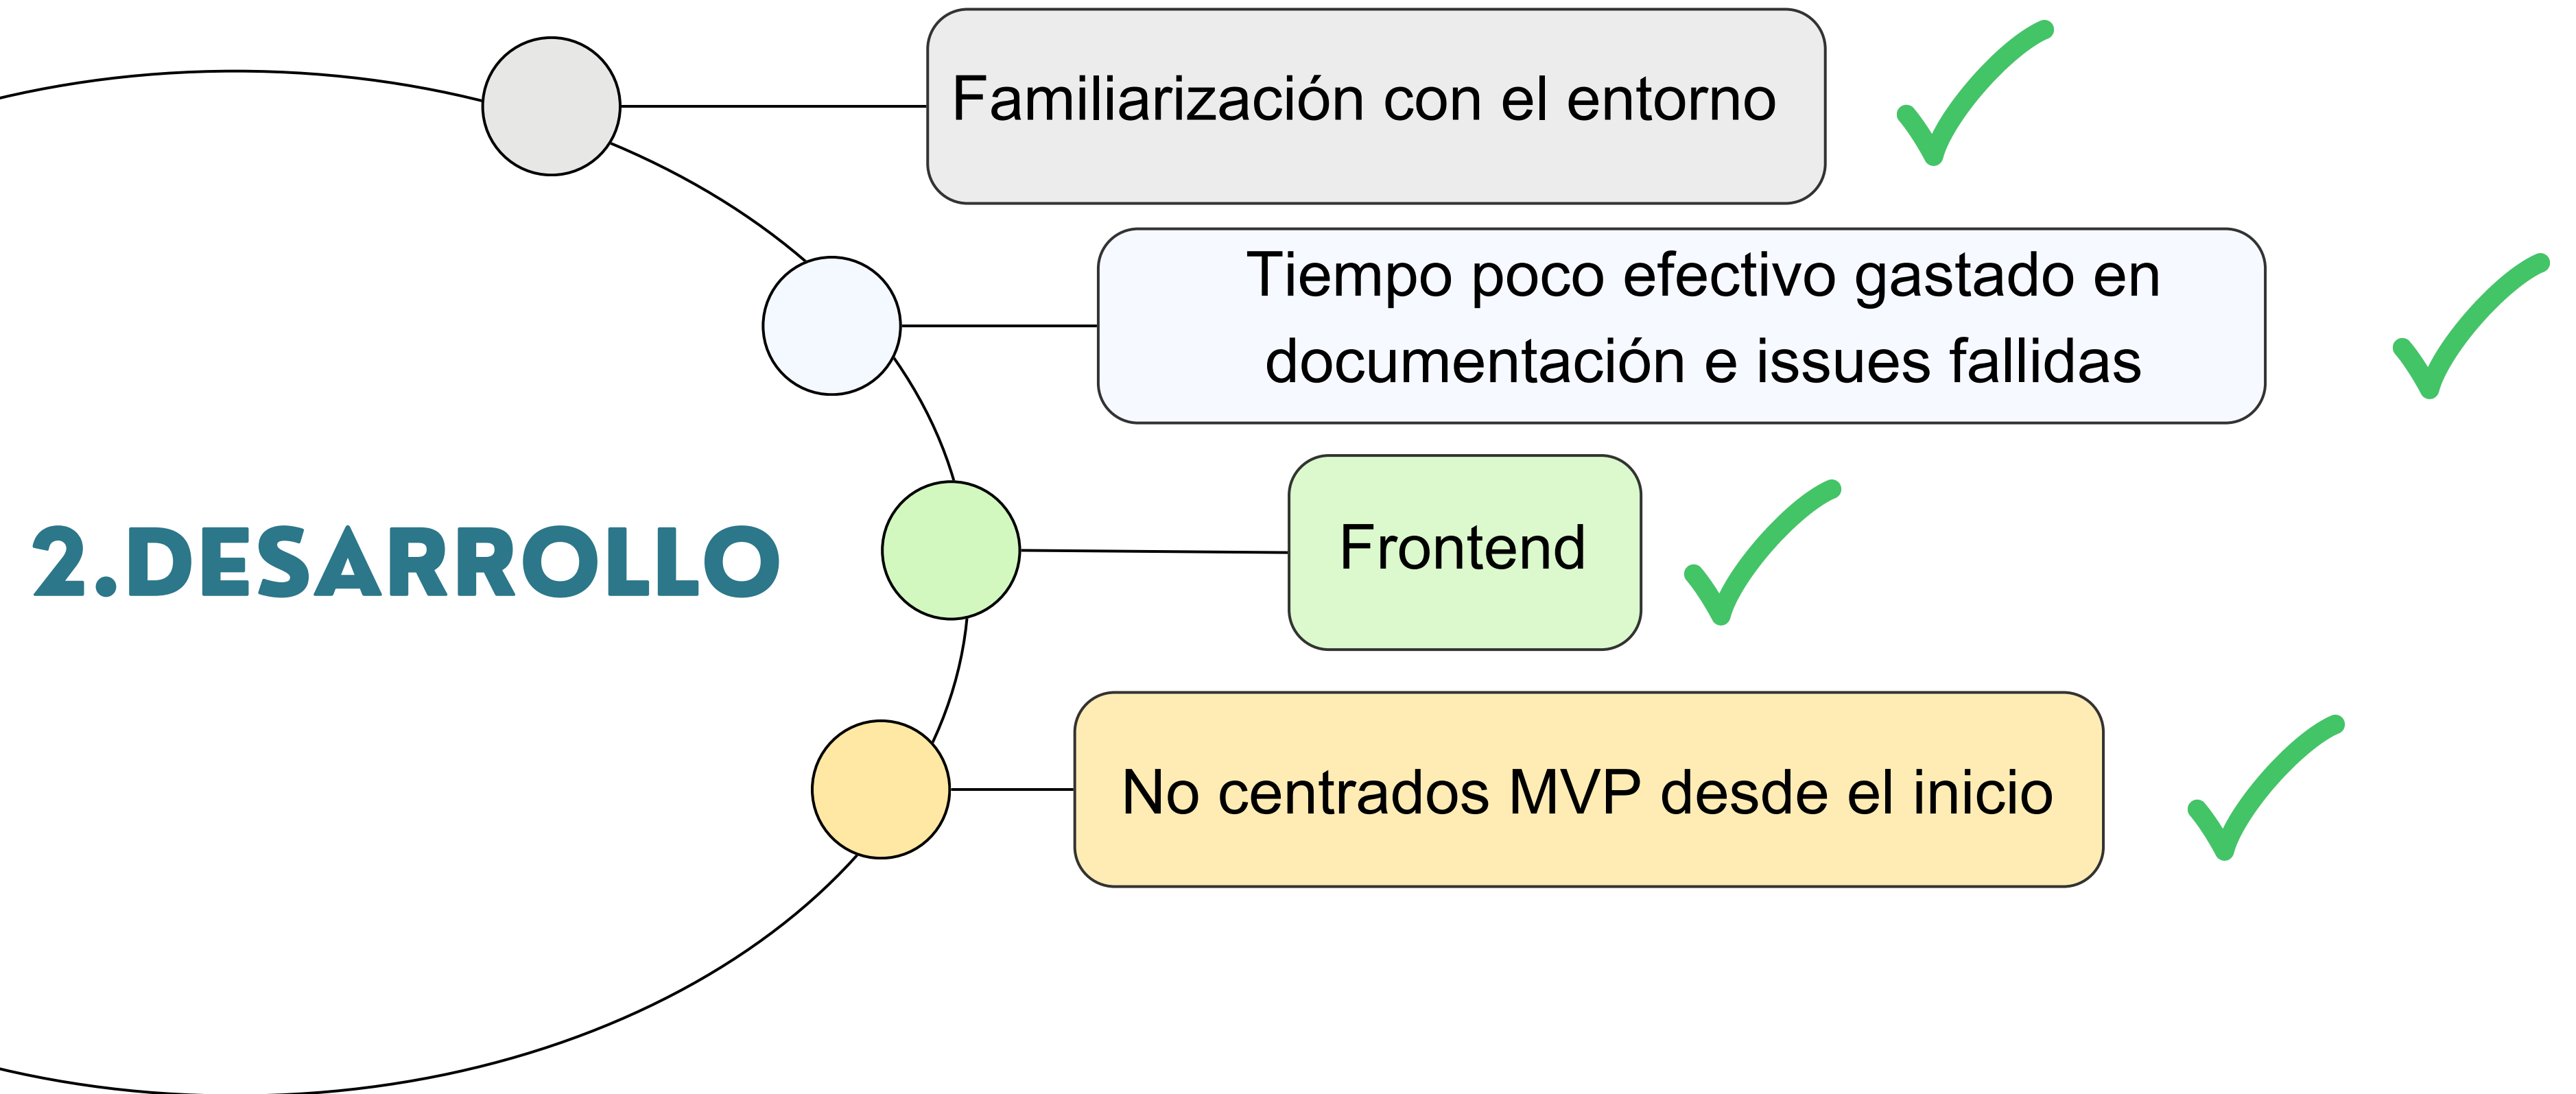 Familiarización con el entorno
Tiempo poco efectivo gastado en
documentación e issues fallidas
2.DESARROLLO
Frontend
No centrados MVP desde el inicio